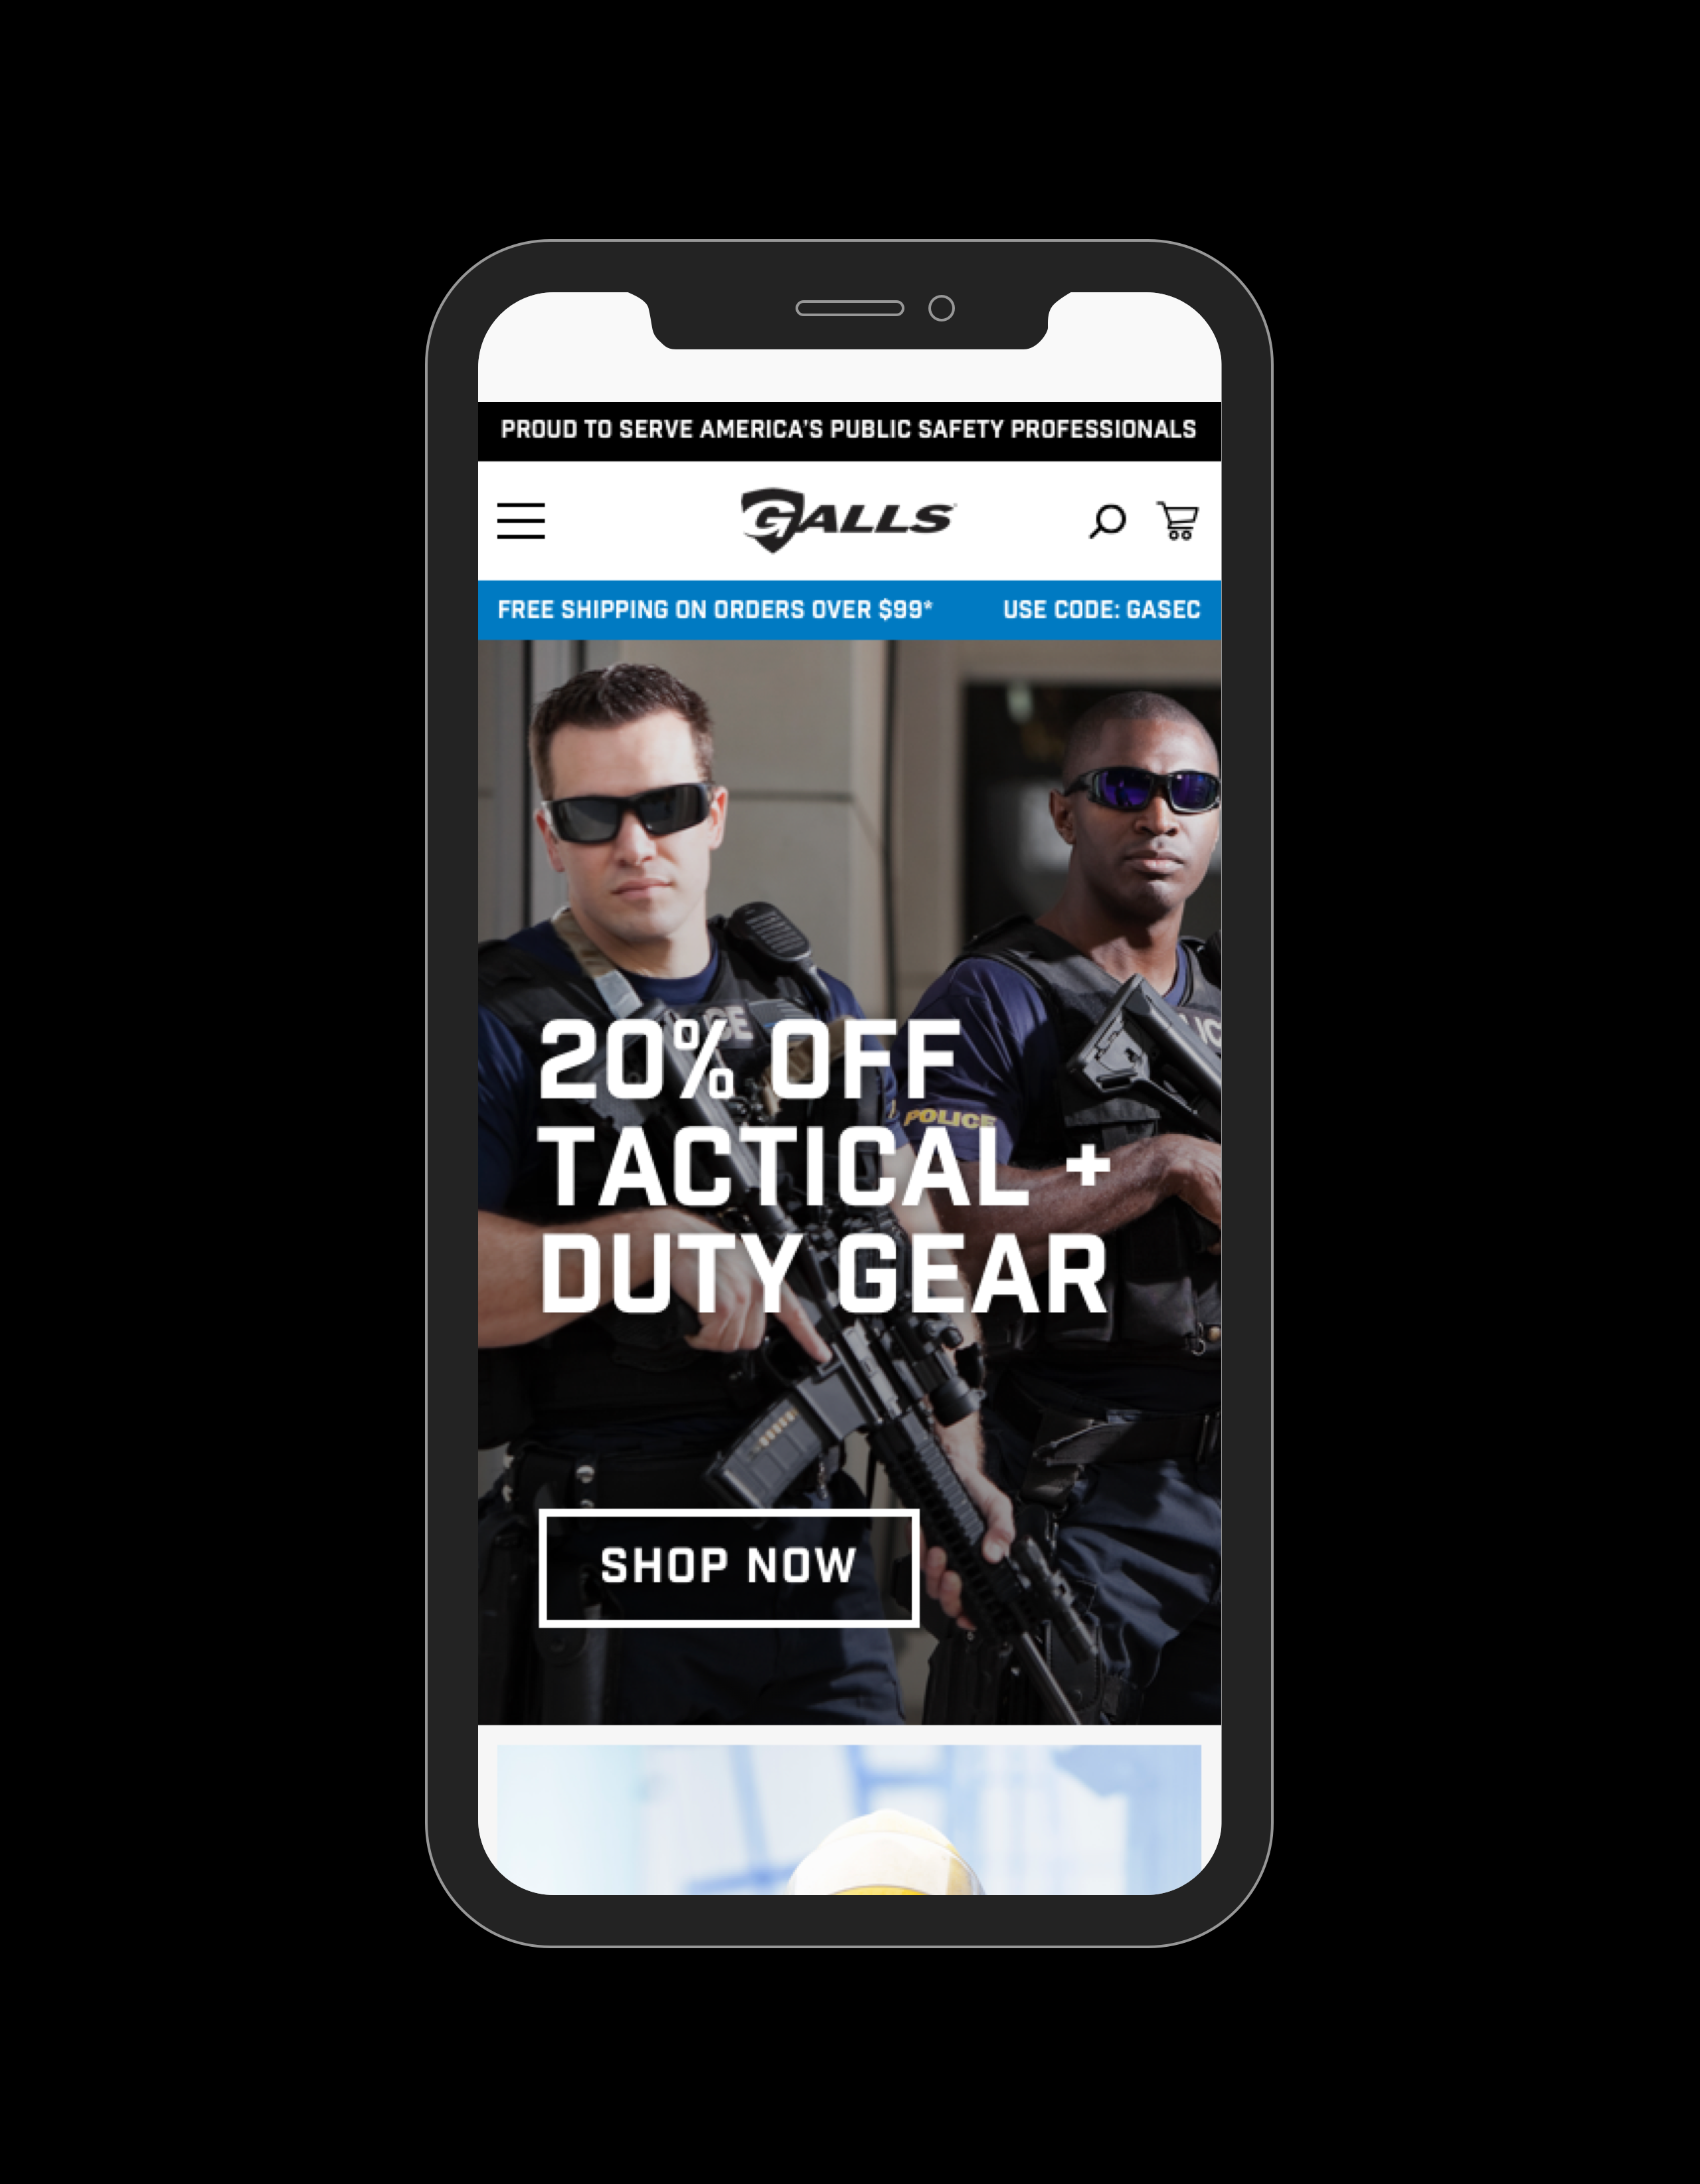 PROUD TO SERVE AMERICA'S PUBLIC SAFETY PROFESSIONALS
GALLS
FREE SHIPPING ON ORDERS OVER $99* USE CODE: GASEC
20% OFF
POLICE
TACTICAL +
DUTY GEAR
SHOP NOW